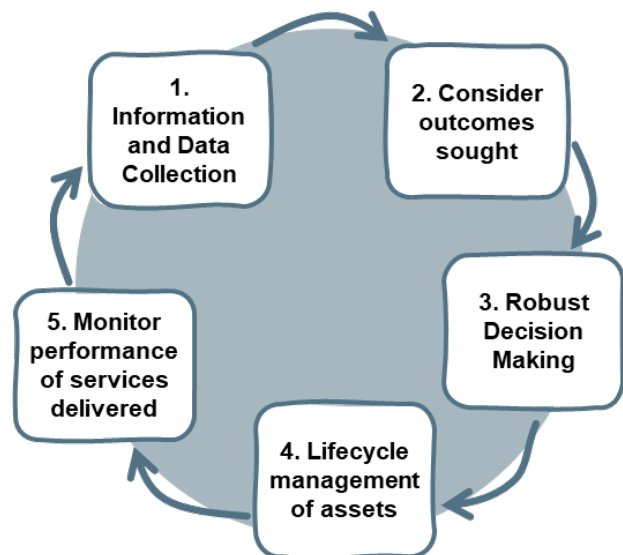 1.
Information
and Data
Collection
2. Consider
outcomes
sought
3. Robust
Decision
Making
4. Lifecycle
management
of assets
5. Monitor
performance
of services
delivered